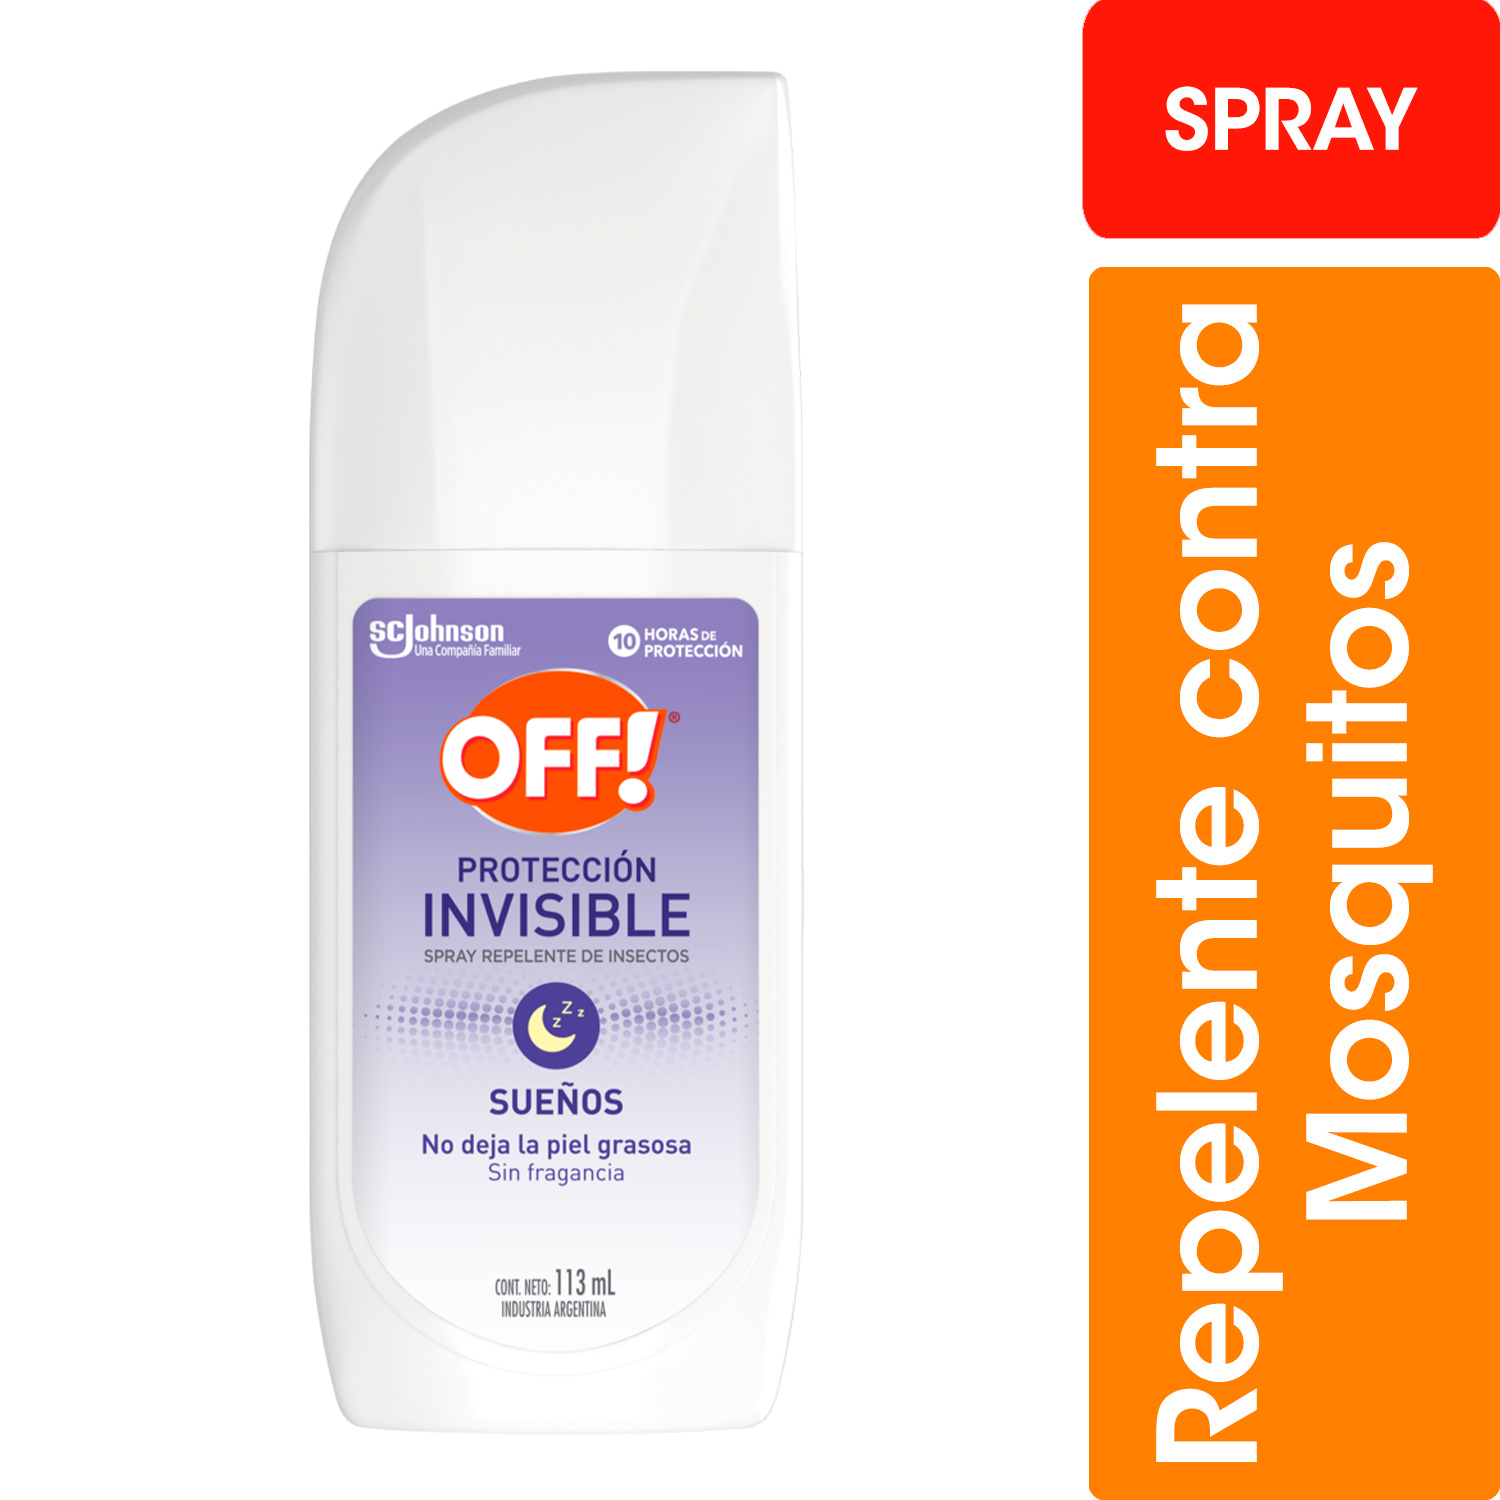 SPRAY
Repelente contra
Mosquitos
SCJohnson
Una Compañía Familiar
10 HORAS DE
PROTECCIÓN
OFF!®
PROTECCIÓN
INVISIBLE
SPRAY REPELENTE DE INSECTOS
z Z z
SUEÑOS
No deja la piel grasosa
Sin fragancia
CONT. NETO: 113 mL
INDUSTRIA ARGENTINA